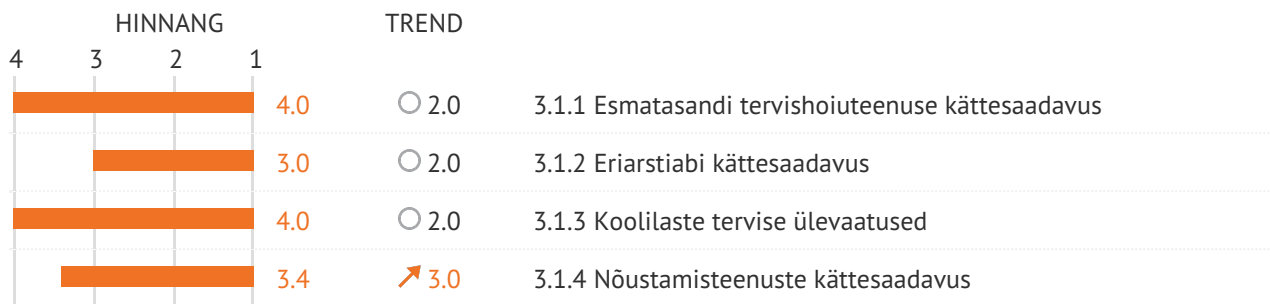 HINNANG TREND
4 3 2 1
4.0 2.0 3.1.1 Esmatasandi tervishoiuteenuse kättesaadavus
3.0 2.0 3.1.2 Eriarstiabi kättesaadavus
4.0 2.0 3.1.3 Koolilaste tervise ülevaatused
3.4 3.0 3.1.4 Nõustamisteenuste kättesaadavus